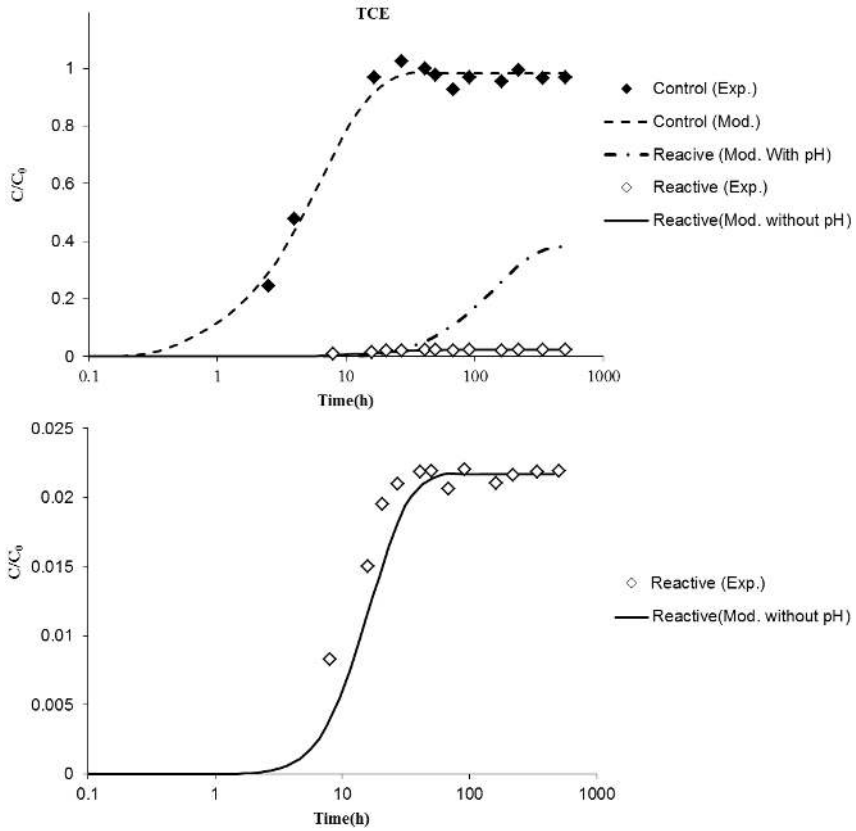 TCE
1
0.8
0.6
0.4
0.2
0
C/C₀
0.1 1 10 100 1000
Time(h)
Control (Exp.)
Control (Mod.)
Reacive (Mod. With pH)
Reactive (Exp.)
Reactive(Mod. without pH)
0.025
0.02
0.015
0.01
0.005
0
C/C₀
0.1 1 10 100 1000
Time(h)
Reactive (Exp.)
Reactive(Mod. without pH)